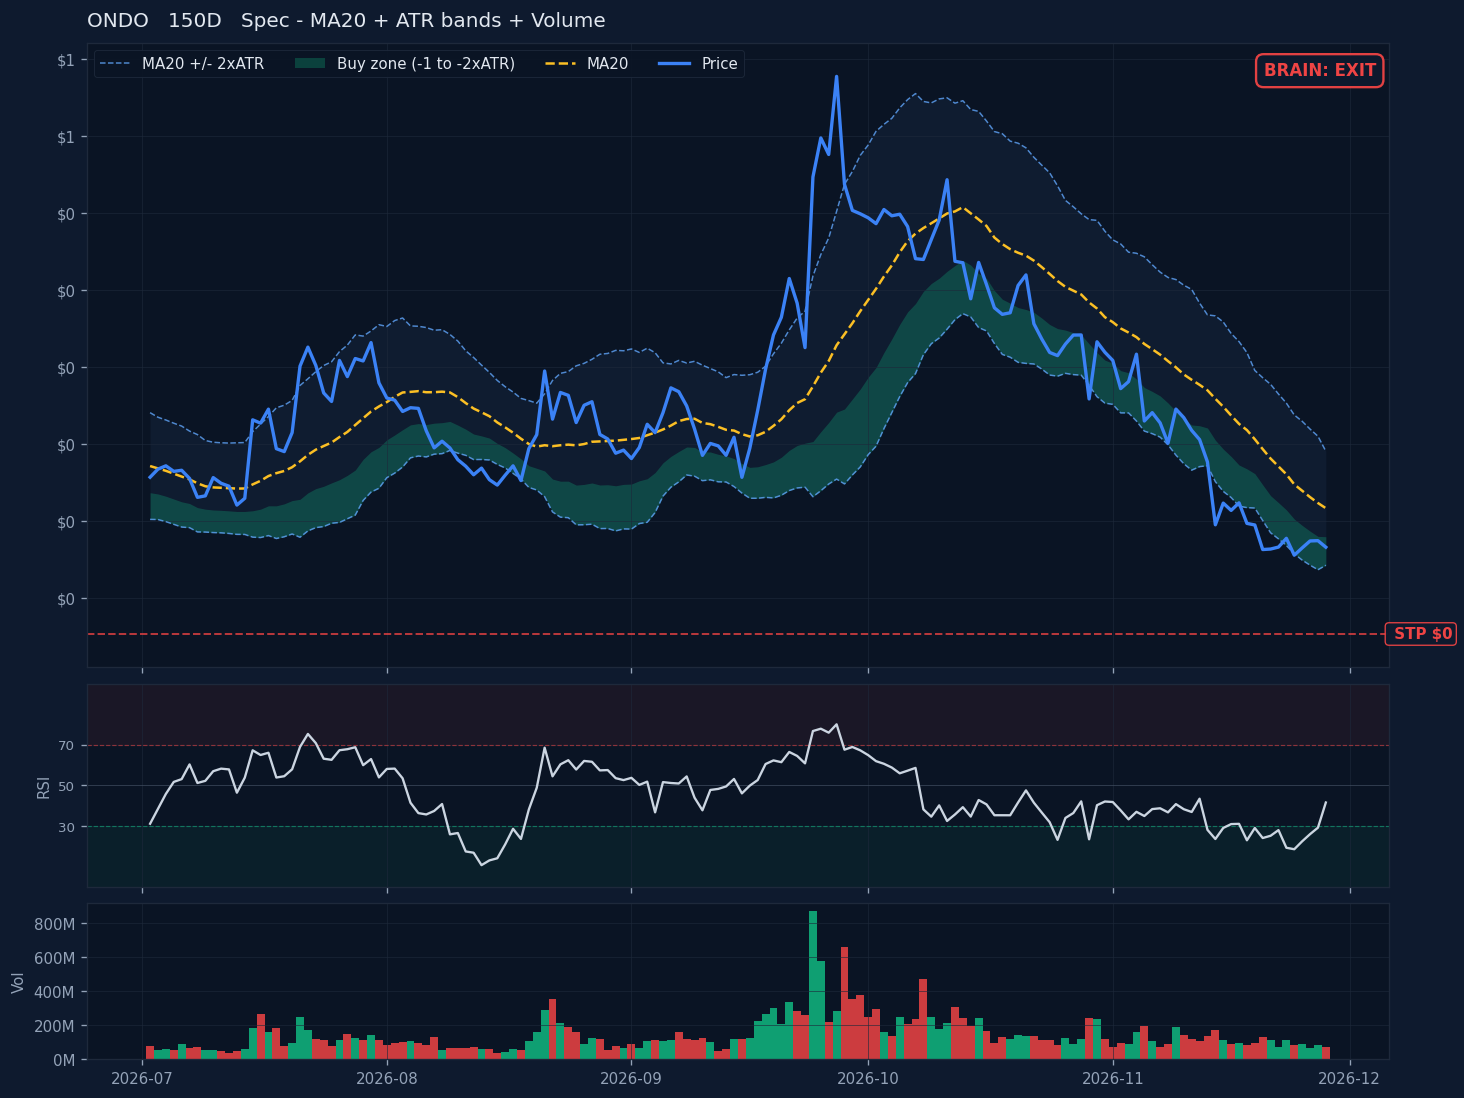 ONDO   150D   Spec - MA20 + ATR bands + Volume
MA20 +/- 2xATR   Buy zone (-1 to -2xATR)   MA20   Price
BRAIN: EXIT
$1
$1
$0
$0
$0
$0
$0
$0
STP $0
RSI
70
50
30
Vol
800M
600M
400M
200M
0M
2026-07   2026-08   2026-09   2026-10   2026-11   2026-12